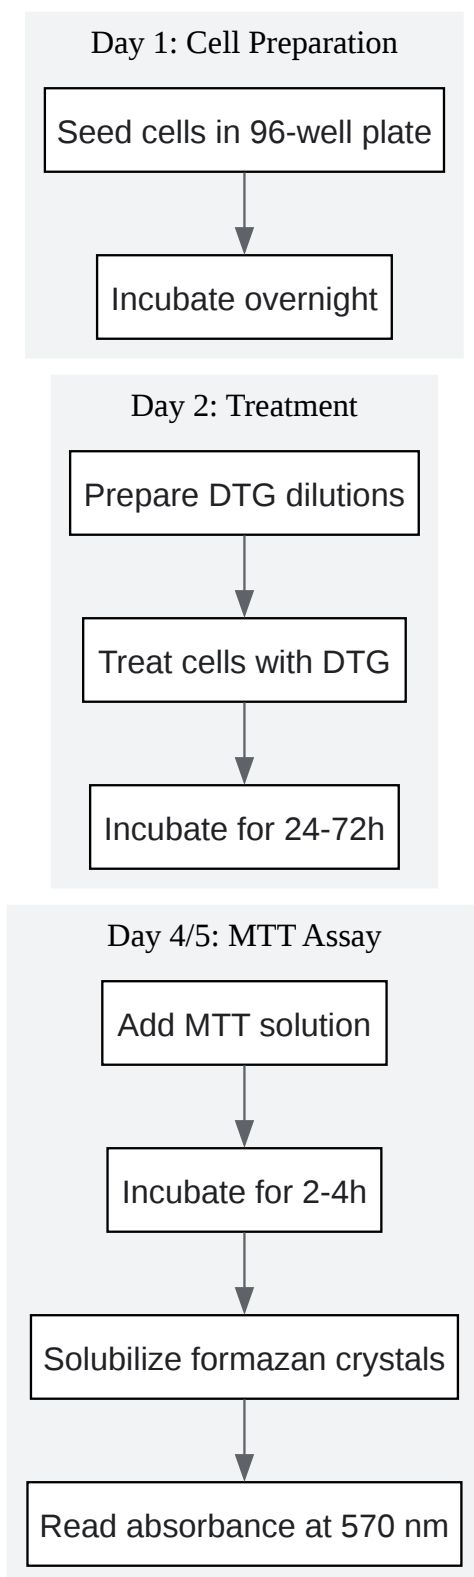 Day 1: Cell Preparation
Seed cells in 96-well plate
Incubate overnight
Day 2: Treatment
Prepare DTG dilutions
Treat cells with DTG
Incubate for 24-72h
Day 4/5: MTT Assay
Add MTT solution
Incubate for 2-4h
Solubilize formazan crystals
Read absorbance at 570 nm